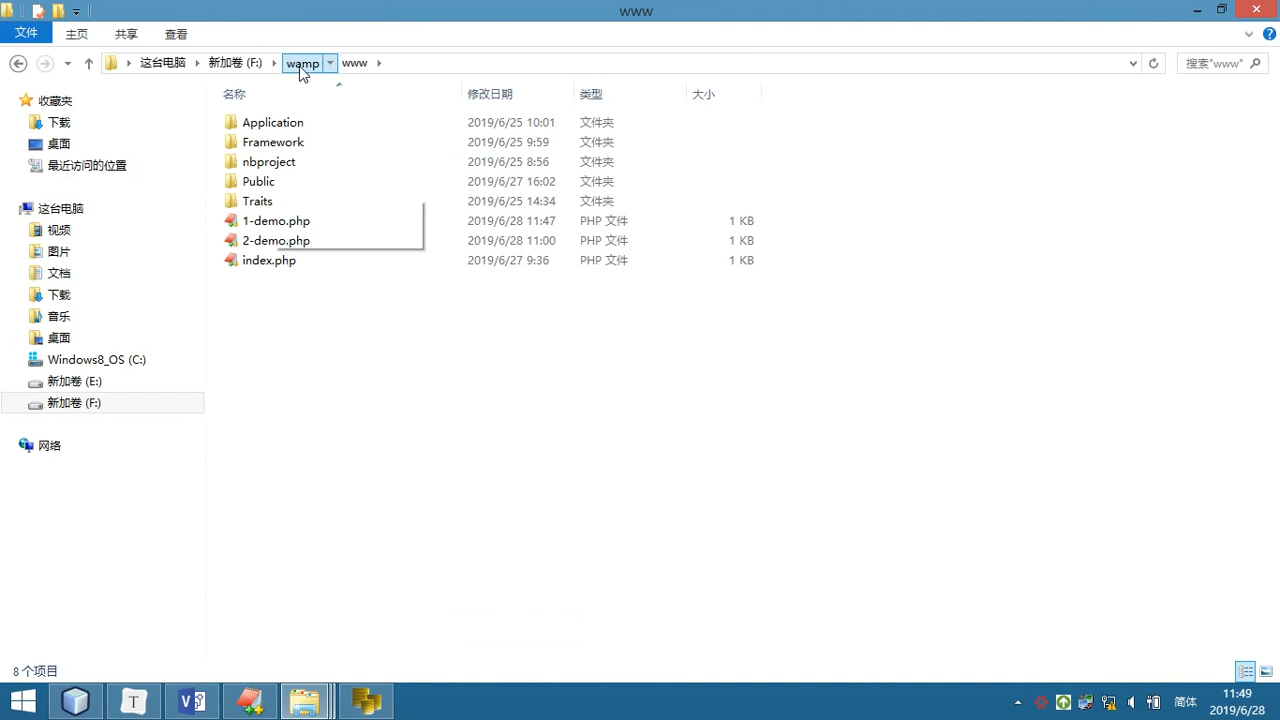 www
文件 主页 共享 查看
这台电脑 新加卷 (F:) wamp www 搜索"www"
名称 修改日期 类型 大小
收藏夹
下载
桌面
最近访问的位置
这台电脑
视频
图片
文档
下载
音乐
桌面
Windows8_OS (C:)
新加卷 (E:)
新加卷 (F:)
网络
Application 2019/6/25 10:01 文件夹
Framework 2019/6/25 9:59 文件夹
nbproject 2019/6/25 8:56 文件夹
Public 2019/6/27 16:02 文件夹
Traits 2019/6/25 14:34 文件夹
1-demo.php 2019/6/28 11:47 PHP 文件 1 KB
2-demo.php 2019/6/28 11:00 PHP 文件 1 KB
index.php 2019/6/27 9:36 PHP 文件 1 KB
8 个项目
T V 简体 11:49
2019/6/28